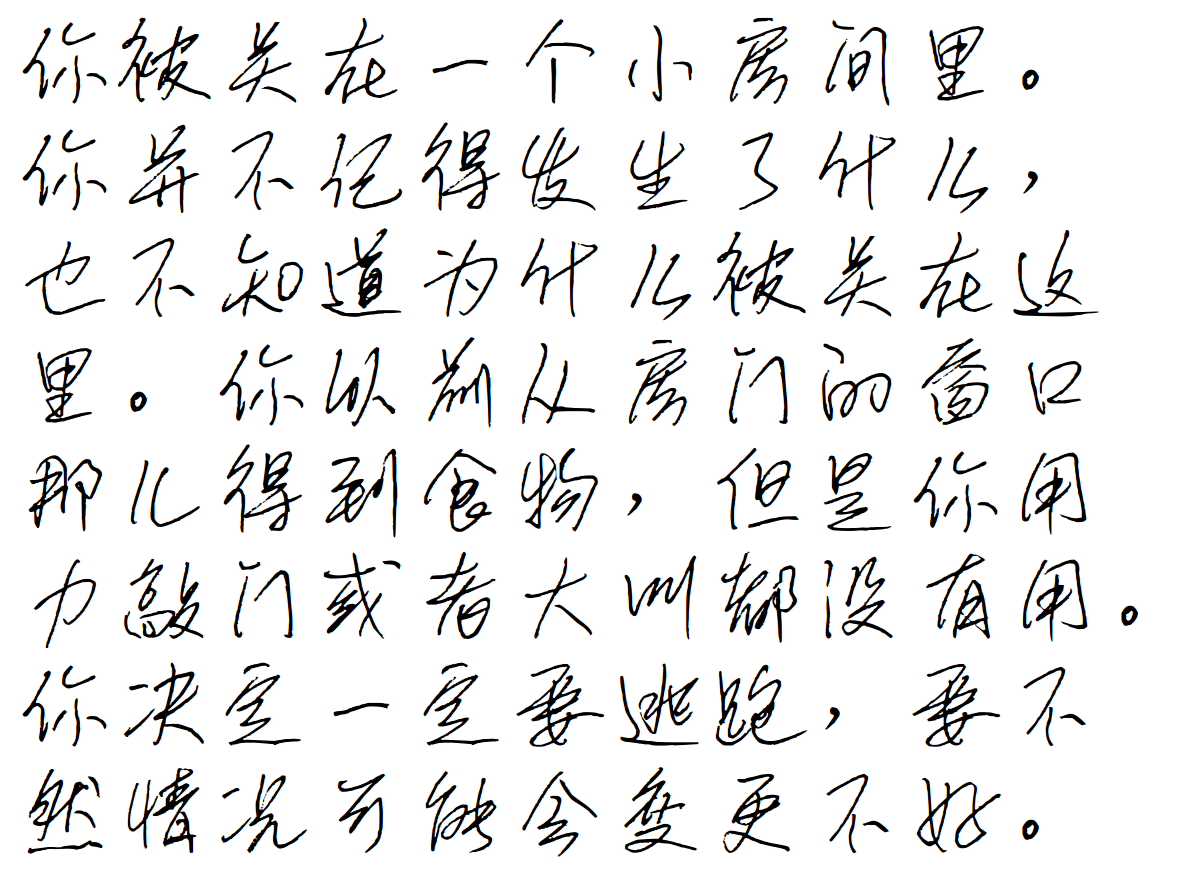 你被关在一个小房间里。
你并不记得发生了什么，
也不知道为什么被关在这
里。你以前从房门的窗口
那儿得到食物，但是你用
力敲门或者大叫都没有用。
你决定一定要逃跑，要不
然情况可能会变更不好。